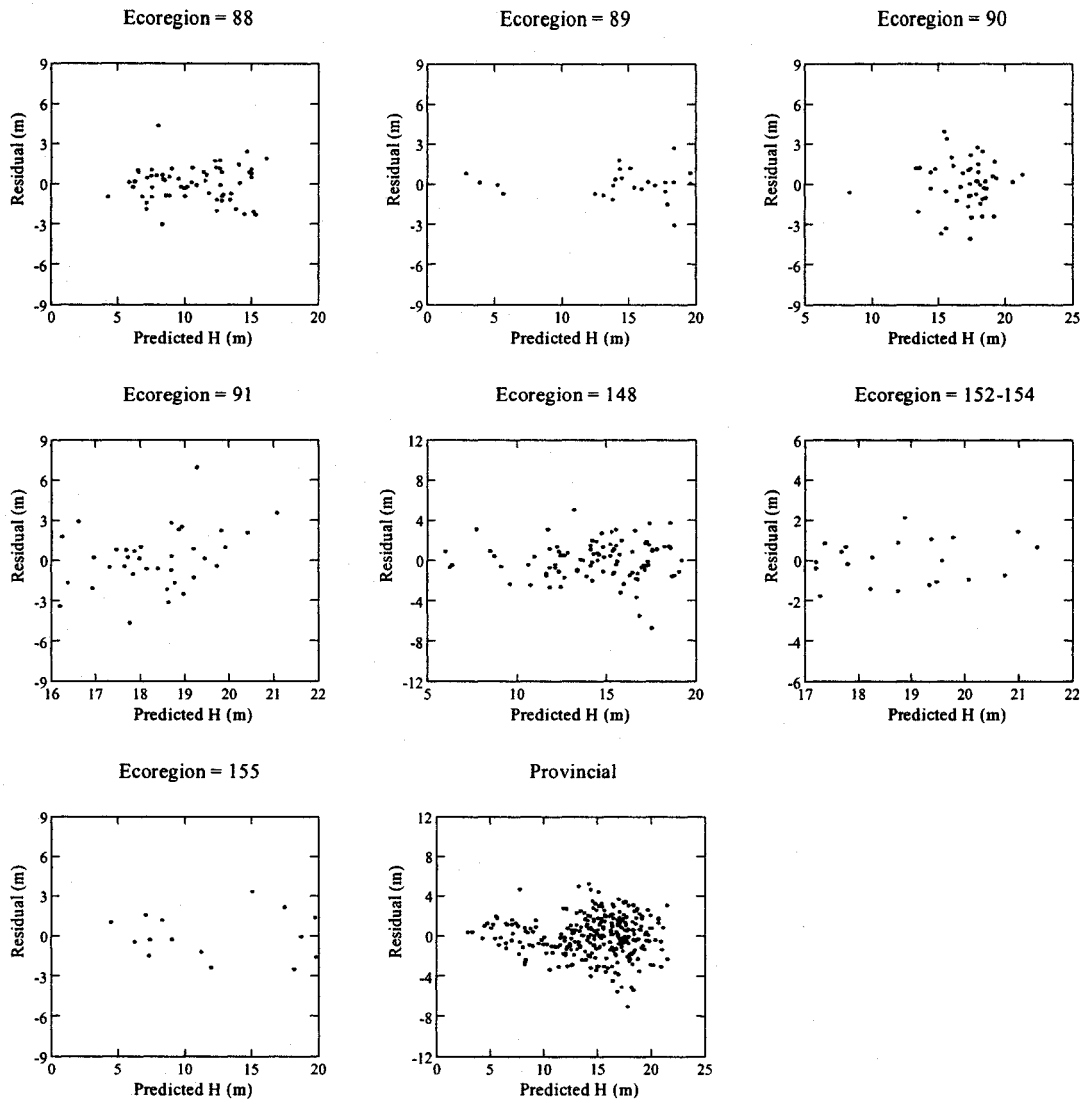 Ecoregion = 88
Residual (m)
9
6
3
0
-3
-6
-9
0 5 10 15 20
Predicted H (m)
Ecoregion = 89
Residual (m)
9
6
3
0
-3
-6
-9
0 5 10 15 20
Predicted H (m)
Ecoregion = 90
Residual (m)
9
6
3
0
-3
-6
-9
5 10 15 20 25
Predicted H (m)
Ecoregion = 91
Residual (m)
9
6
3
0
-3
-6
-9
16 17 18 19 20 21 22
Predicted H (m)
Ecoregion = 148
Residual (m)
12
8
4
0
-4
-8
-12
5 10 15 20
Predicted H (m)
Ecoregion = 152-154
Residual (m)
6
4
2
0
-2
-4
-6
17 18 19 20 21 22
Predicted H (m)
Ecoregion = 155
Residual (m)
9
6
3
0
-3
-6
-9
0 5 10 15 20
Predicted H (m)
Provincial
Residual (m)
12
8
4
0
-4
-8
-12
0 5 10 15 20 25
Predicted H (m)